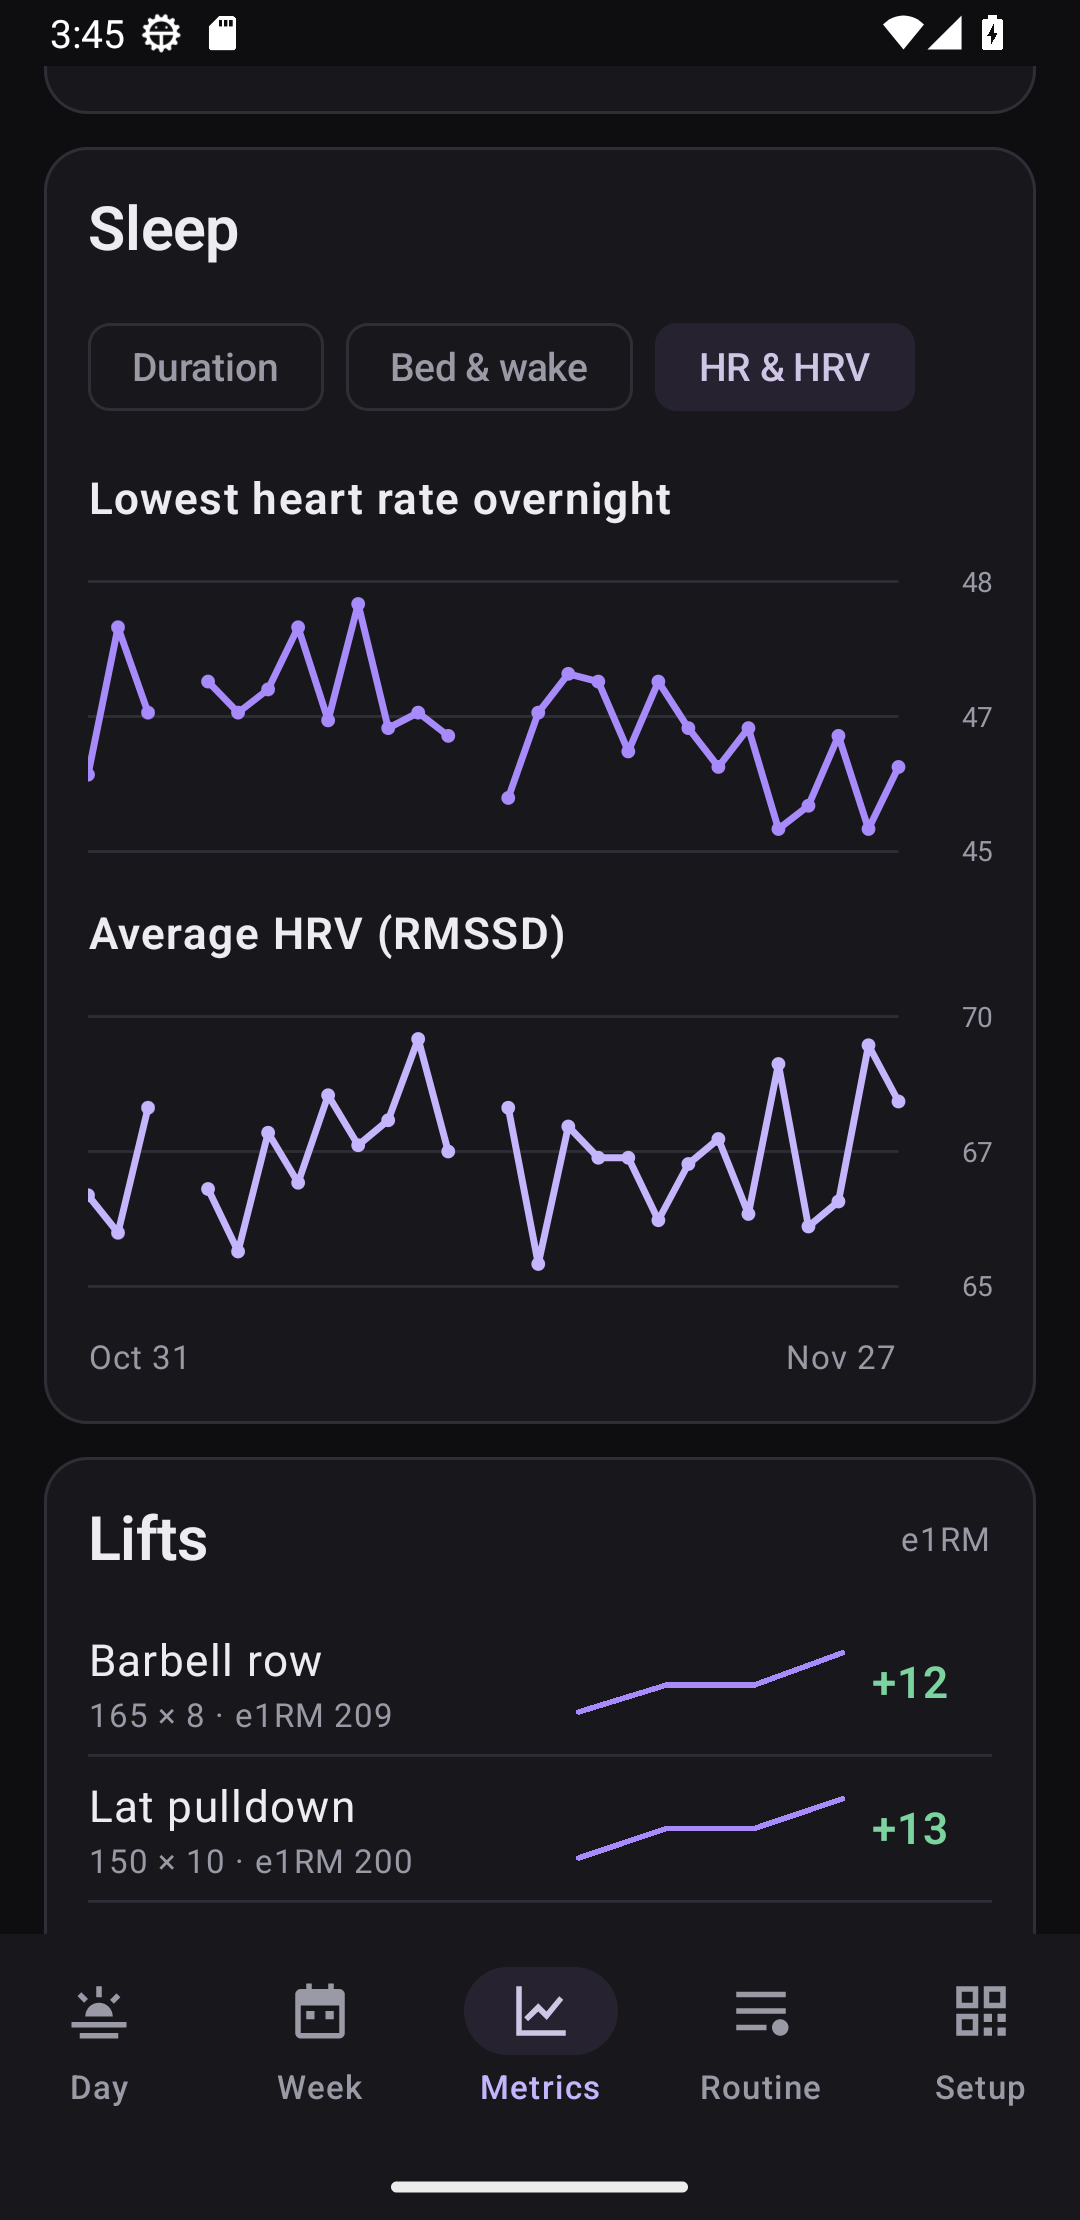 3:45
Sleep
Duration
Bed & wake
HR & HRV
Lowest heart rate overnight
48
47
45
Average HRV (RMSSD)
70
67
65
Oct 31
Nov 27
Lifts
e1RM
Barbell row
165 × 8 · e1RM 209
+12
Lat pulldown
150 × 10 · e1RM 200
+13
Day
Week
Metrics
Routine
Setup